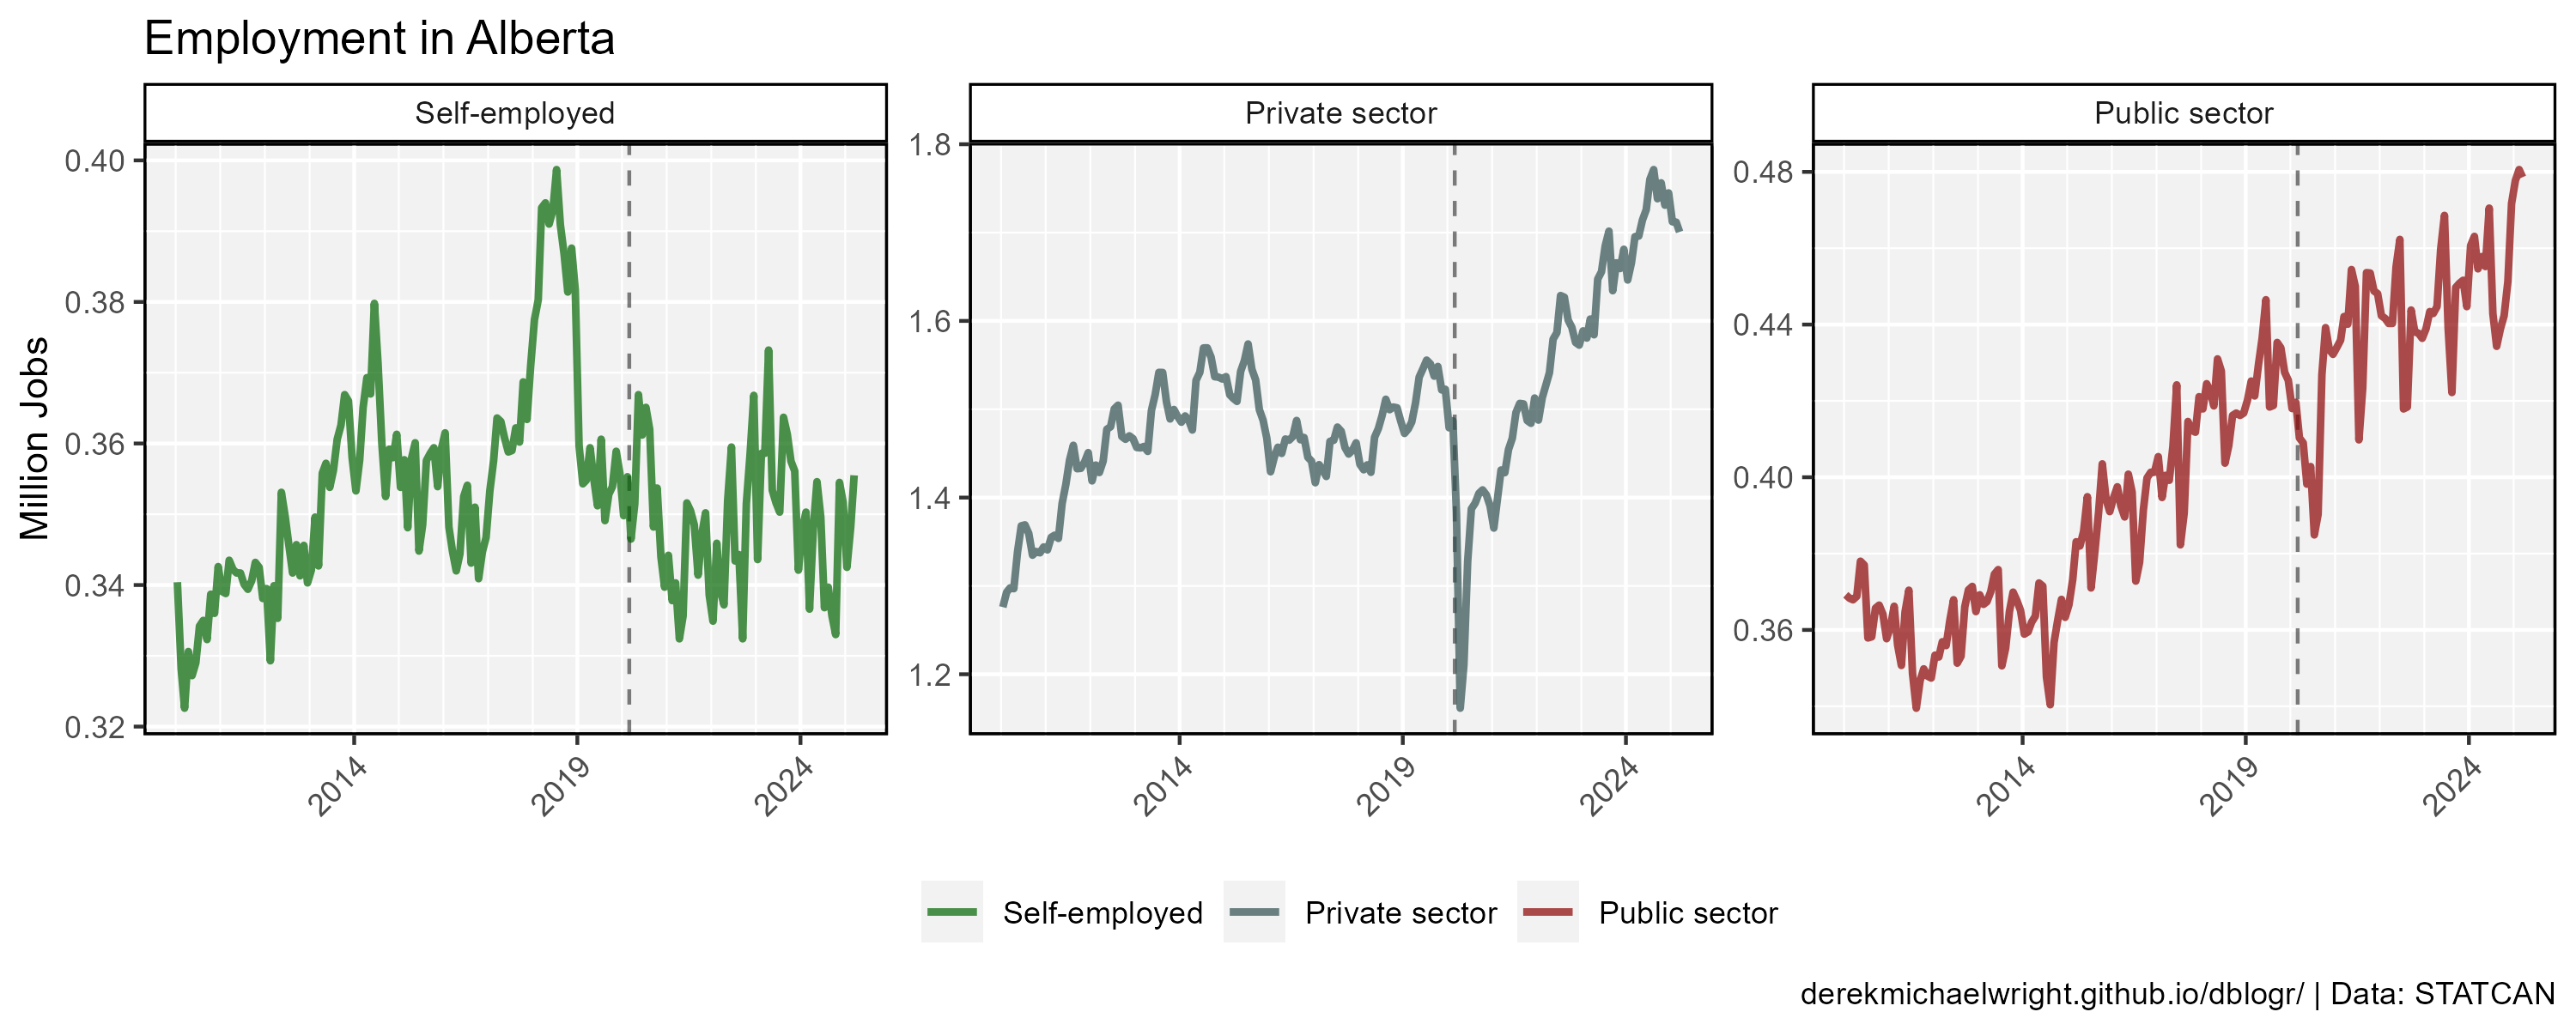 Employment in Alberta
Self-employed
Private sector
Public sector
Million Jobs
0.40
0.38
0.36
0.34
0.32
2014
2019
2024
1.8
1.6
1.4
1.2
2014
2019
2024
0.48
0.44
0.40
0.36
2014
2019
2024
Self-employed
Private sector
Public sector
derekmichaelwright.github.io/dblogr/ | Data: STATCAN